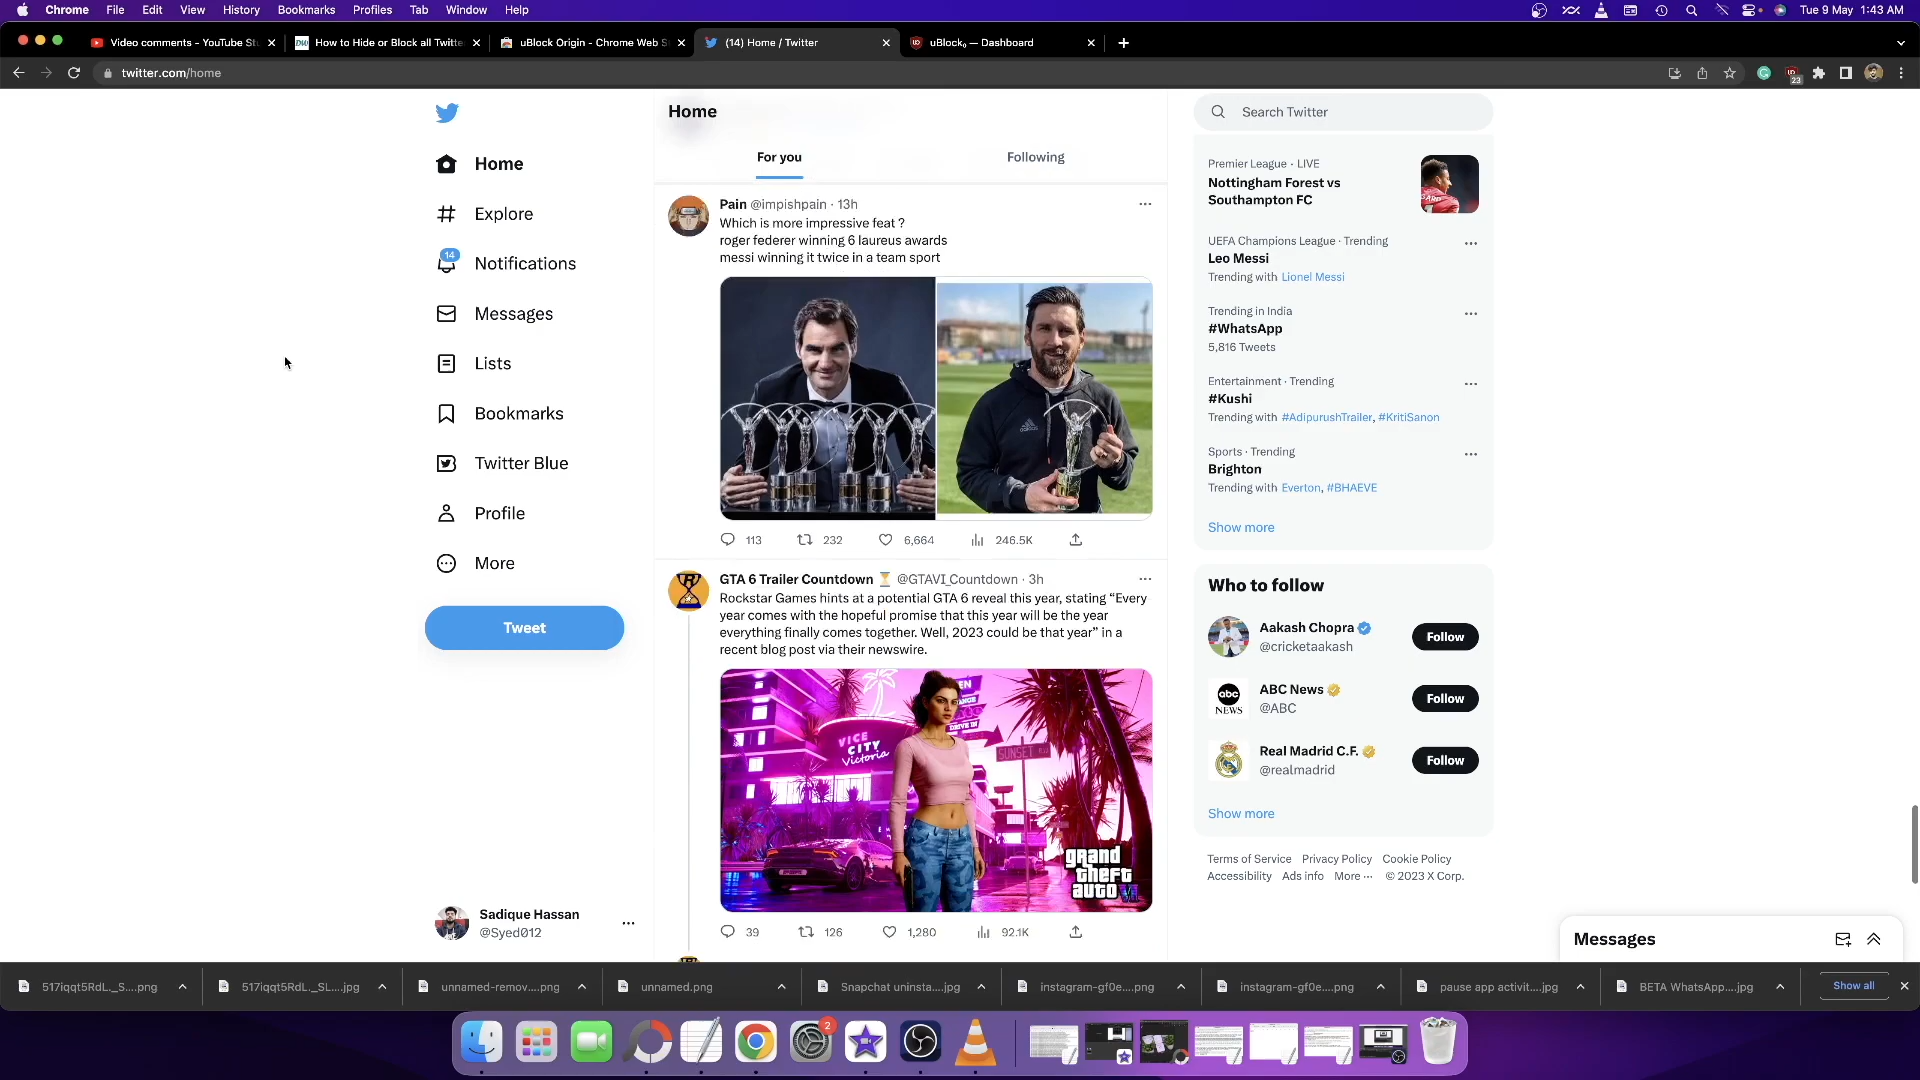 Chrome File Edit View History Bookmarks Profiles Tab Window Help Tue 9 May 1:43 AM
Video comments - YouTube St How to Hide or Block all Twitte uBlock Origin - Chrome Web S (14) Home / Twitter uBlock₀ — Dashboard
twitter.com/home 23
Home
Explore
14
Notifications
Messages
Lists
Bookmarks
Twitter Blue
Profile
More
Tweet
Sadique Hassan
@Syed012
Home
For you Following
Pain @impishpain · 13h
Which is more impressive feat ?
roger federer winning 6 laureus awards
messi winning it twice in a team sport
113 232 6,664 246.5K
GTA 6 Trailer Countdown ⏳ @GTAVI_Countdown · 3h
Rockstar Games hints at a potential GTA 6 reveal this year, stating “Every
year comes with the hopeful promise that this year will be the year
everything finally comes together. Well, 2023 could be that year” in a
recent blog post via their newswire.
VICE
CITY
Victoria
DRIVE IN
SUNSET
grand
theft
auto VI
39 126 1,280 92.1K
Search Twitter
Premier League · LIVE
Nottingham Forest vs
Southampton FC
UEFA Champions League · Trending
Leo Messi
Trending with Lionel Messi
Trending in India
#WhatsApp
5,816 Tweets
Entertainment · Trending
#Kushi
Trending with #AdipurushTrailer, #KritiSanon
Sports · Trending
Brighton
Trending with Everton, #BHAEVE
Show more
Who to follow
Aakash Chopra
@cricketaakash
Follow
abc
NEWS
ABC News
@ABC
Follow
Real Madrid C.F.
@realmadrid
Follow
Show more
Terms of Service Privacy Policy Cookie Policy
Accessibility Ads info More ··· © 2023 X Corp.
Messages
517iqqt5RdL._S....png 517iqqt5RdL._SL....jpg unnamed-remov....png unnamed.png Snapchat uninsta....jpg instagram-gf0e....png instagram-gf0e....png pause app activit....jpg BETA WhatsApp....jpg Show all
2